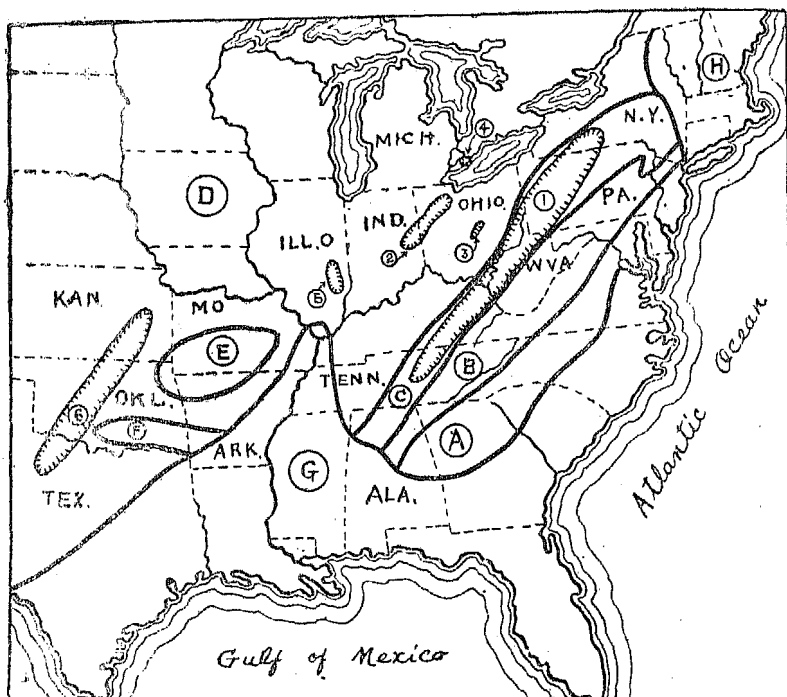 H
N.Y.
MICH.
4
D
1
PA.
OHIO
IND.
ILL.O
2
3
WVA
5
KAN.
MO
E
B
TENN.
OKL.
C
6
F
ARK.
A
G
TEX.
ALA.
Atlantic Ocean
Gulf of Mexico